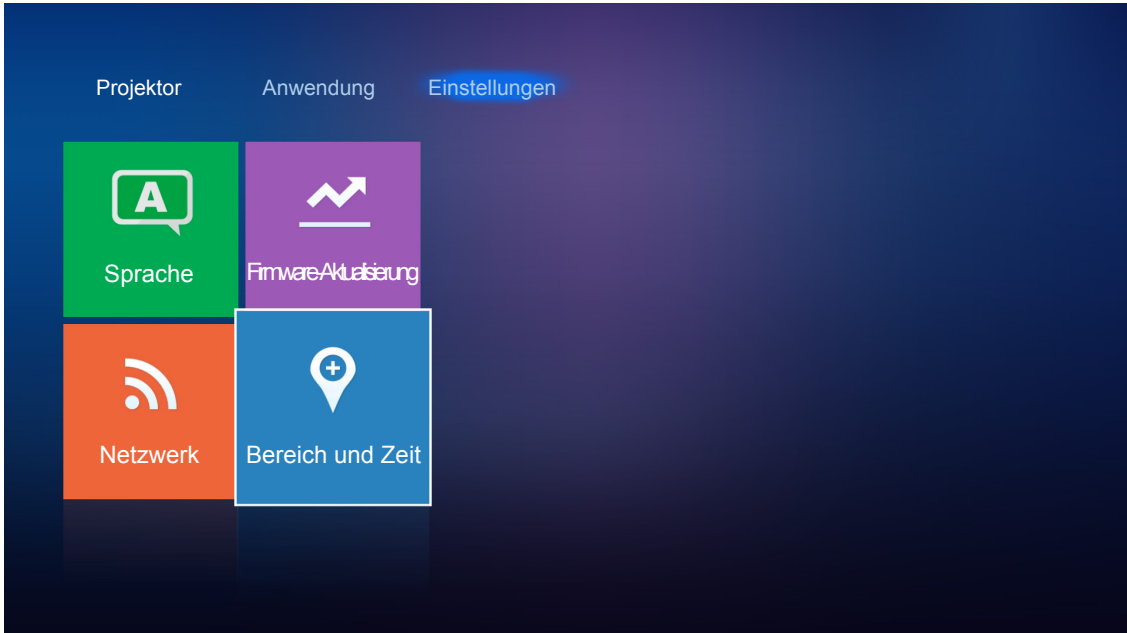 Projektor Anwendung Einstellungen
A
Sprache Firmware-Aktualisierung
Netzwerk Bereich und Zeit